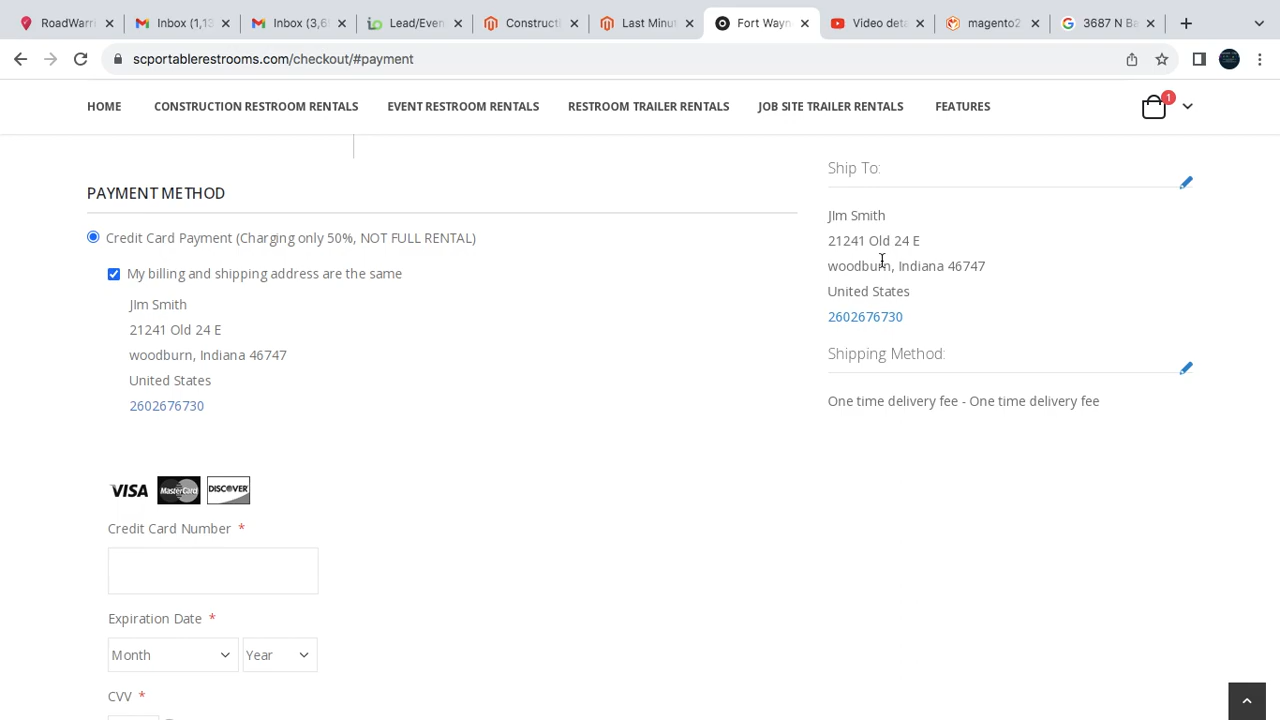 RoadWarri
Inbox (1,13
Inbox (3,6
Lead/Even
Constructi
Last Minut
Fort Wayn
Video deta
magento2
3687 N Ba
scportablerestrooms.com/checkout/#payment
HOME
CONSTRUCTION RESTROOM RENTALS
EVENT RESTROOM RENTALS
RESTROOM TRAILER RENTALS
JOB SITE TRAILER RENTALS
FEATURES
1
PAYMENT METHOD
Credit Card Payment (Charging only 50%, NOT FULL RENTAL)
My billing and shipping address are the same
JIm Smith
21241 Old 24 E
woodburn, Indiana 46747
United States
2602676730
VISA
MasterCard
DISCOVER
Credit Card Number *
Expiration Date *
Month
Year
CVV *
Ship To:
JIm Smith
21241 Old 24 E
woodburn, Indiana 46747
United States
2602676730
Shipping Method:
One time delivery fee - One time delivery fee